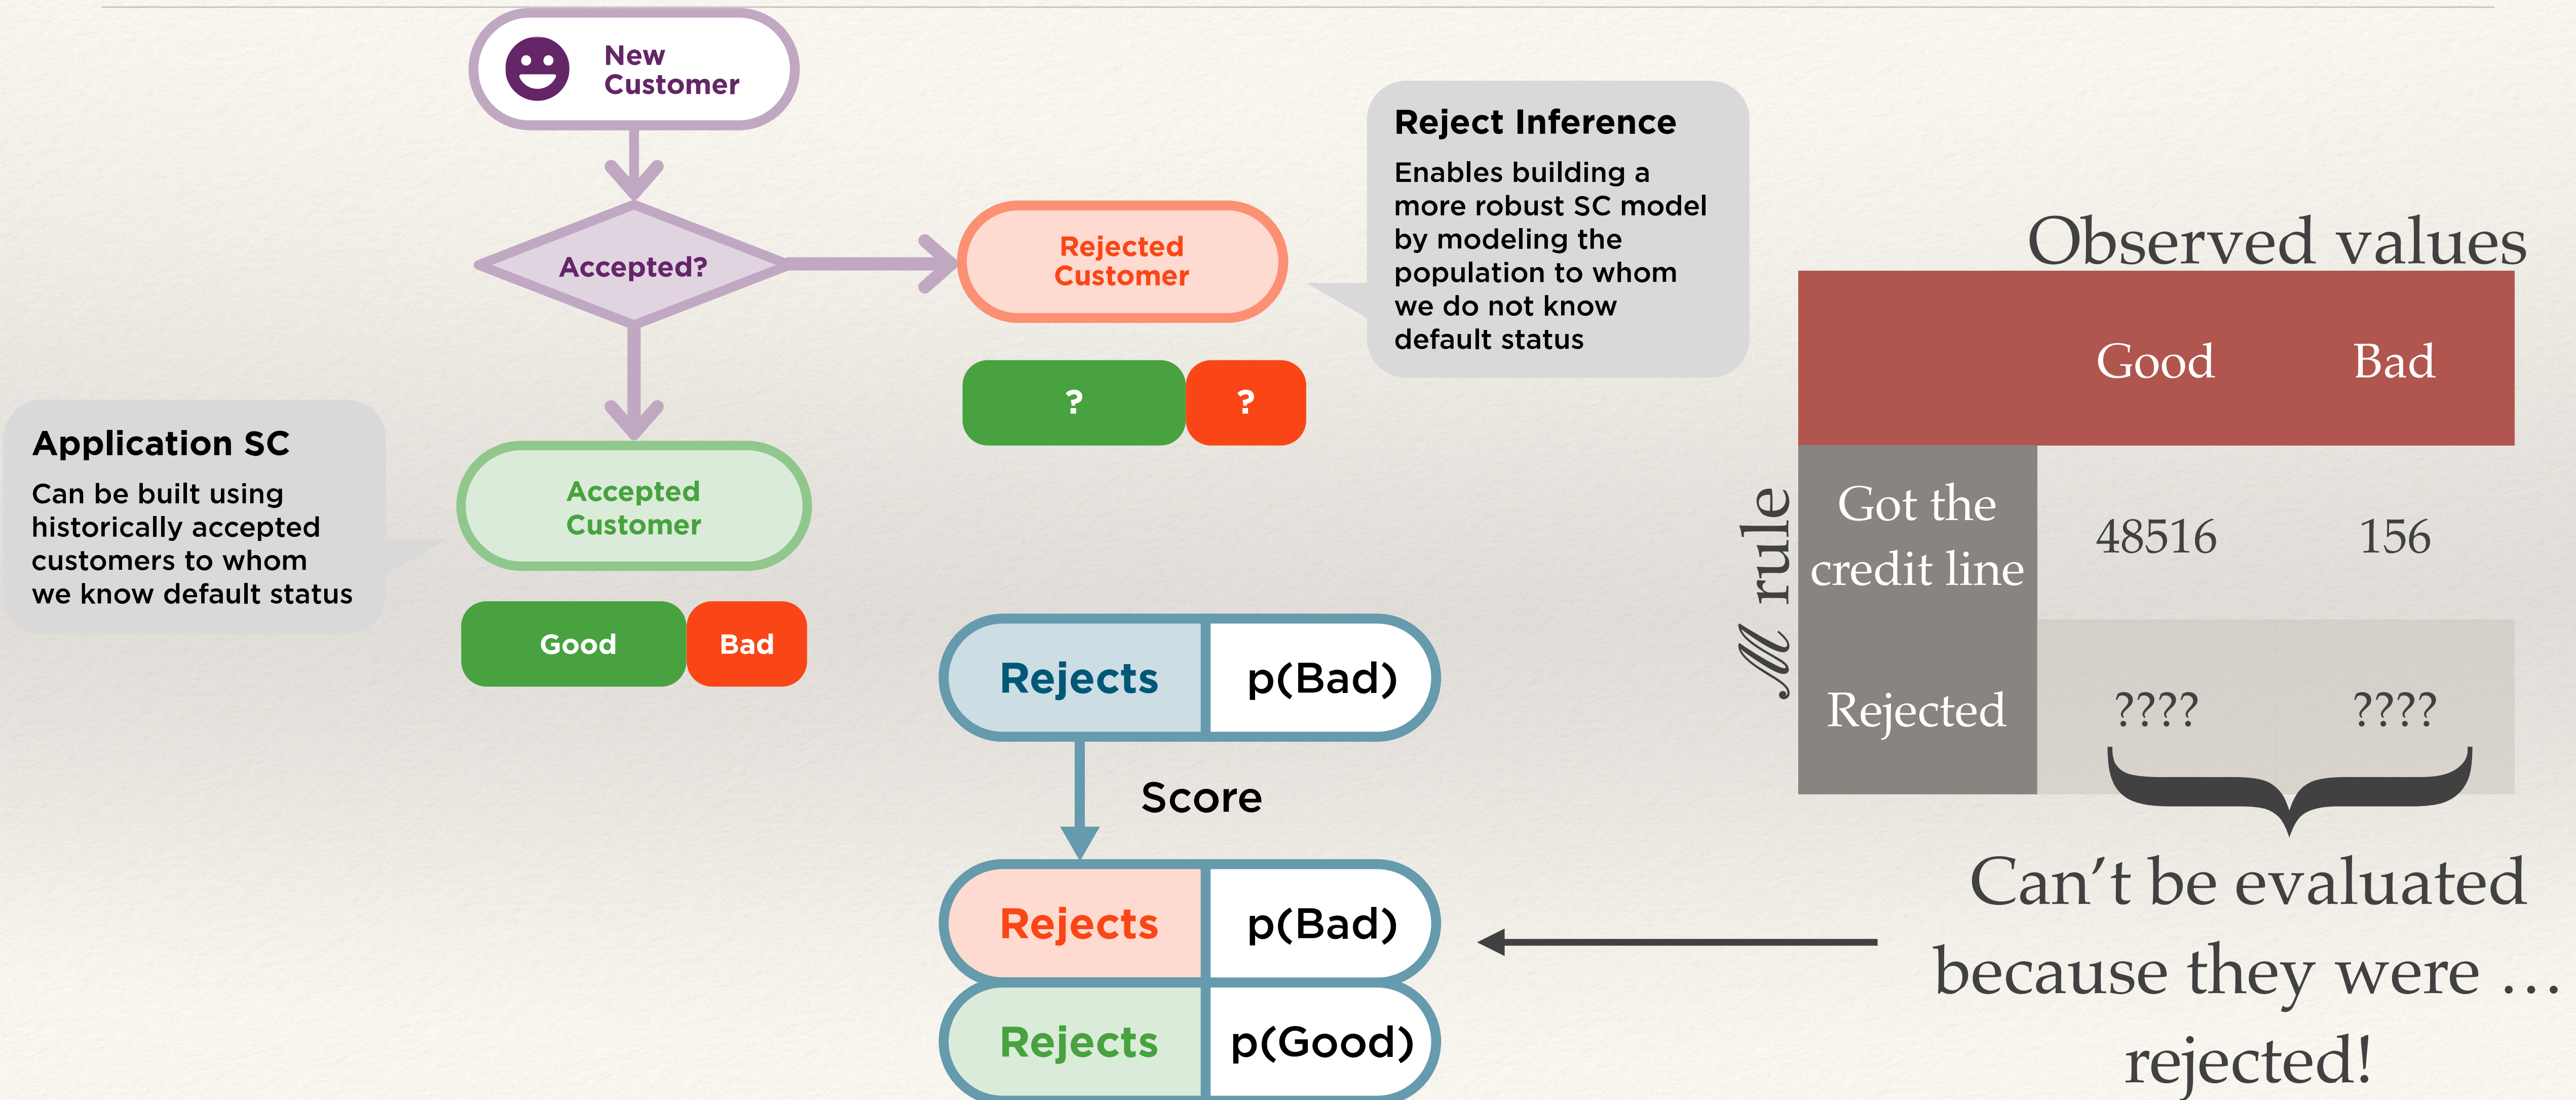 New
Customer
Accepted?
Rejected
Customer
?
?
Reject Inference
Enables building a
more robust SC model
by modeling the
population to whom
we do not know
default status
Application SC
Can be built using
historically accepted
customers to whom
we know default status
Accepted
Customer
Good
Bad
Rejects
p(Bad)
Score
Rejects
p(Bad)
Rejects
p(Good)
Observed values
Good
Bad
ℳ rule
Got the
credit line
48516
156
Rejected
????
????
Can’t be evaluated
because they were …
rejected!